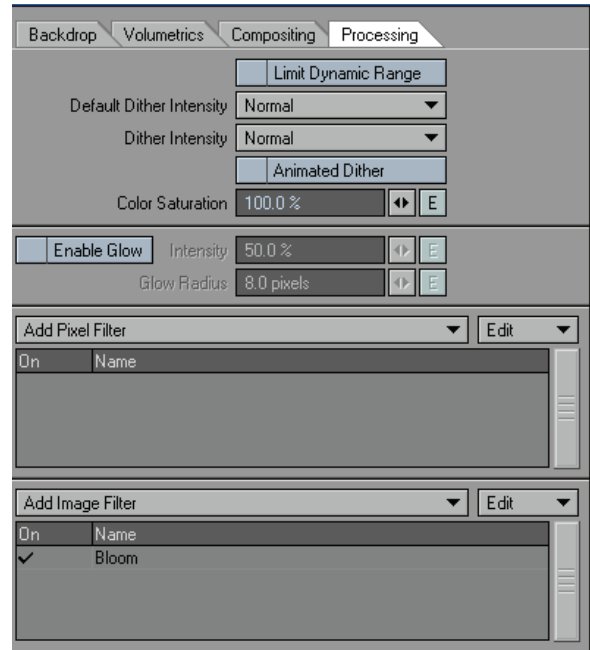 Backdrop Volumetrics Compositing Processing
Limit Dynamic Range
Default Dither Intensity Normal
Dither Intensity Normal
Animated Dither
Color Saturation 100.0 % E
Enable Glow Intensity 50.0 % E
Glow Radius 8.0 pixels E
Add Pixel Filter Edit
On Name
Add Image Filter Edit
On Name
Bloom